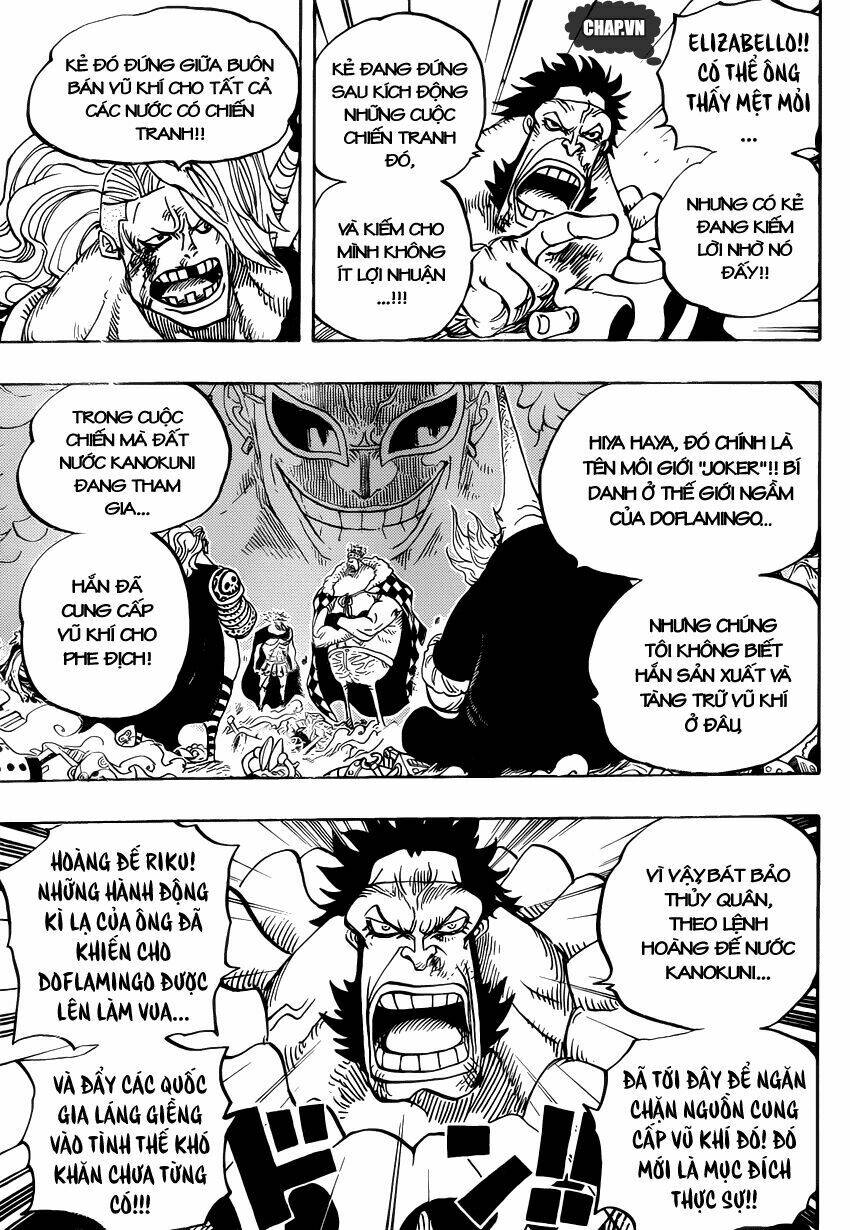 CHAP.VN
ELIZABELLO!!
CÓ THỂ ÔNG
THẤY MỆT MỎI
...
NHƯNG CÓ KẺ
ĐANG KIẾM
LỜI NHỜ NÓ
ĐẤY!!
KẺ ĐANG ĐỨNG
SAU KÍCH ĐỘNG
NHỮNG CUỘC
CHIẾN TRANH
ĐÓ,
VÀ KIẾM CHO
MÌNH KHÔNG
ÍT LỢI NHUẬN
...!!!
KẺ ĐÓ ĐỨNG GIỮA BUÔN
BÁN VŨ KHÍ CHO TẤT CẢ
CÁC NƯỚC CÓ CHIẾN
TRANH!!
HIYA HAYA, ĐÓ CHÍNH LÀ
TÊN MÔI GIỚI "JOKER"!! BÍ
DANH Ở THẾ GIỚI NGẦM
CỦA DOFLAMINGO...
NHƯNG CHÚNG
TÔI KHÔNG BIẾT
HẮN SẢN XUẤT VÀ
TÀNG TRỮ VŨ KHÍ
Ở ĐÂU,
TRONG CUỘC
CHIẾN MÀ ĐẤT
NƯỚC KANOKUNI
ĐANG THAM
GIA...
HẮN ĐÃ
CUNG CẤP
VŨ KHÍ CHO
PHE ĐỊCH!
VÌ VẬY, BÁT BẢO
THỦY QUÂN,
THEO LỆNH
HOÀNG ĐẾ NƯỚC
KANOKUNI...
ĐÃ TỚI ĐÂY ĐỂ NGĂN
CHẶN NGUỒN CUNG
CẤP VŨ KHÍ ĐÓ! ĐÓ
MỚI LÀ MỤC ĐÍCH
THỰC SỰ!!
HOÀNG ĐẾ RIKU!
NHỮNG HÀNH ĐỘNG
KÌ LẠ CỦA ÔNG ĐÃ
KHIẾN CHO
DOFLAMINGO ĐƯỢC
LÊN LÀM VUA...
VÀ ĐẨY CÁC QUỐC
GIA LÁNG GIỀNG
VÀO TÌNH THẾ KHÓ
KHĂN CHƯA TỪNG
CÓ!!!
ドン!!